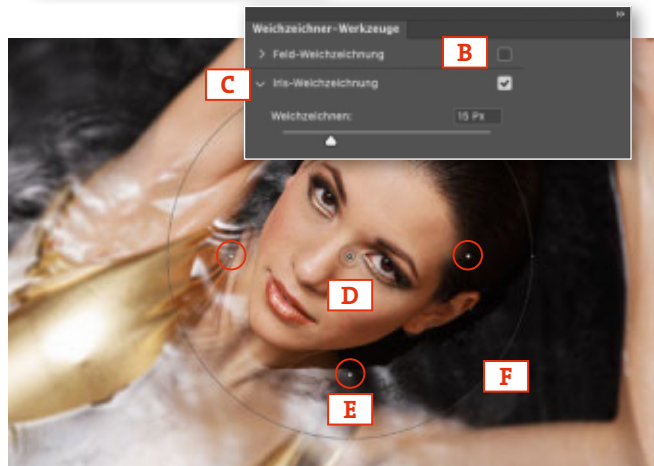 Weichzeichner-Werkzeuge
Feld-Weichzeichnung
B
C
Iris-Weichzeichnung
Weichzeichnen:
15 Px
D
E
F